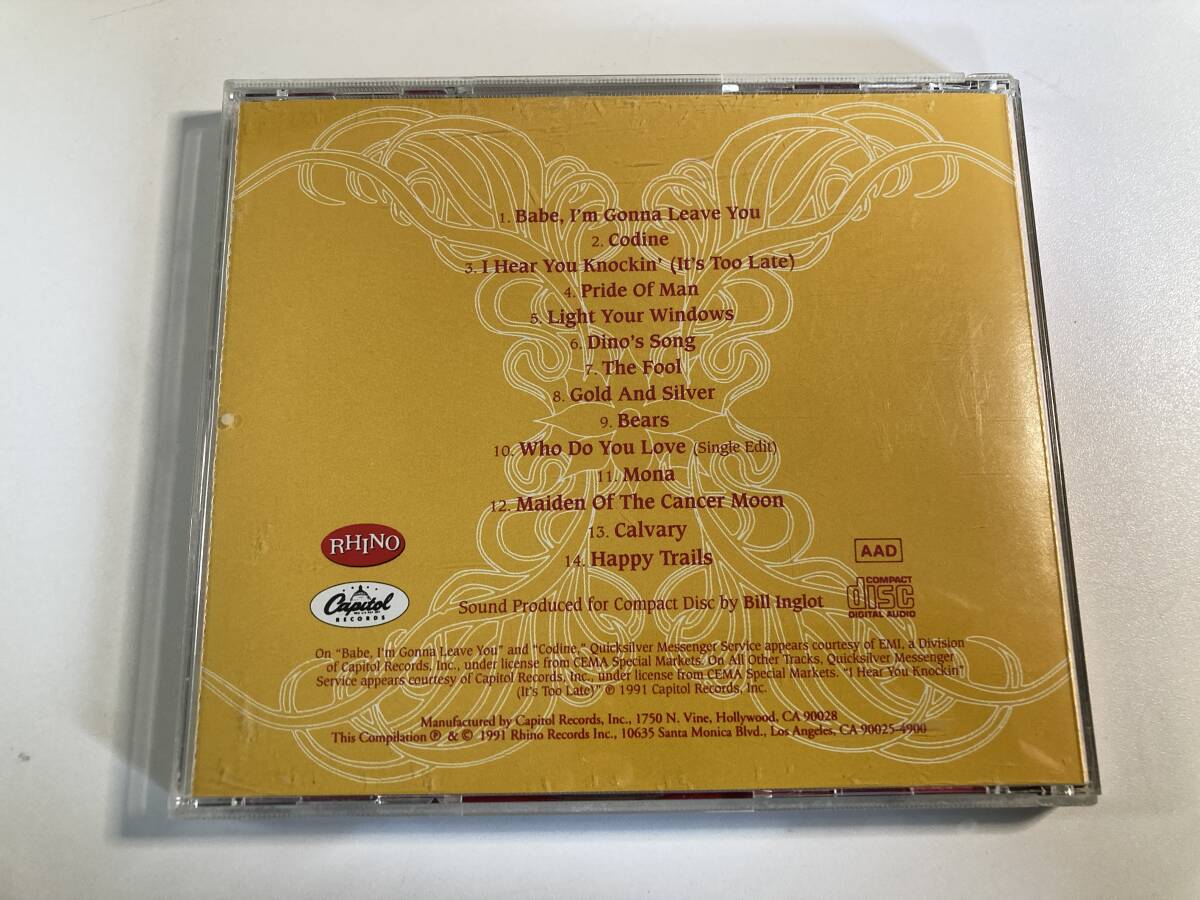 1. Babe, I'm Gonna Leave You
2. Codine
3. I Hear You Knockin' (It's Too Late)
4. Pride Of Man
5. Light Your Windows
6. Dino's Song
7. The Fool
8. Gold And Silver
9. Bears
10. Who Do You Love (Single Edit)
11. Mona
12. Maiden Of The Cancer Moon
13. Calvary
14. Happy Trails
RHINO
AAD
Capitol
RECORDS
Sound Produced for Compact Disc by Bill Inglot
COMPACT
disc
DIGITAL AUDIO
On "Babe, I'm Gonna Leave You" and "Codine," Quicksilver Messenger Service appears courtesy of EMI, a Division
of Capitol Records, Inc., under license from CEMA Special Markets. On All Other Tracks, Quicksilver Messenger
Service appears courtesy of Capitol Records, Inc., under license from CEMA Special Markets. "I Hear You Knockin'
(It's Too Late)" ℗ 1991 Capitol Records, Inc.
Manufactured by Capitol Records, Inc., 1750 N. Vine, Hollywood, CA 90028
This Compilation ℗ & © 1991 Rhino Records Inc., 10635 Santa Monica Blvd., Los Angeles, CA 90025-4900